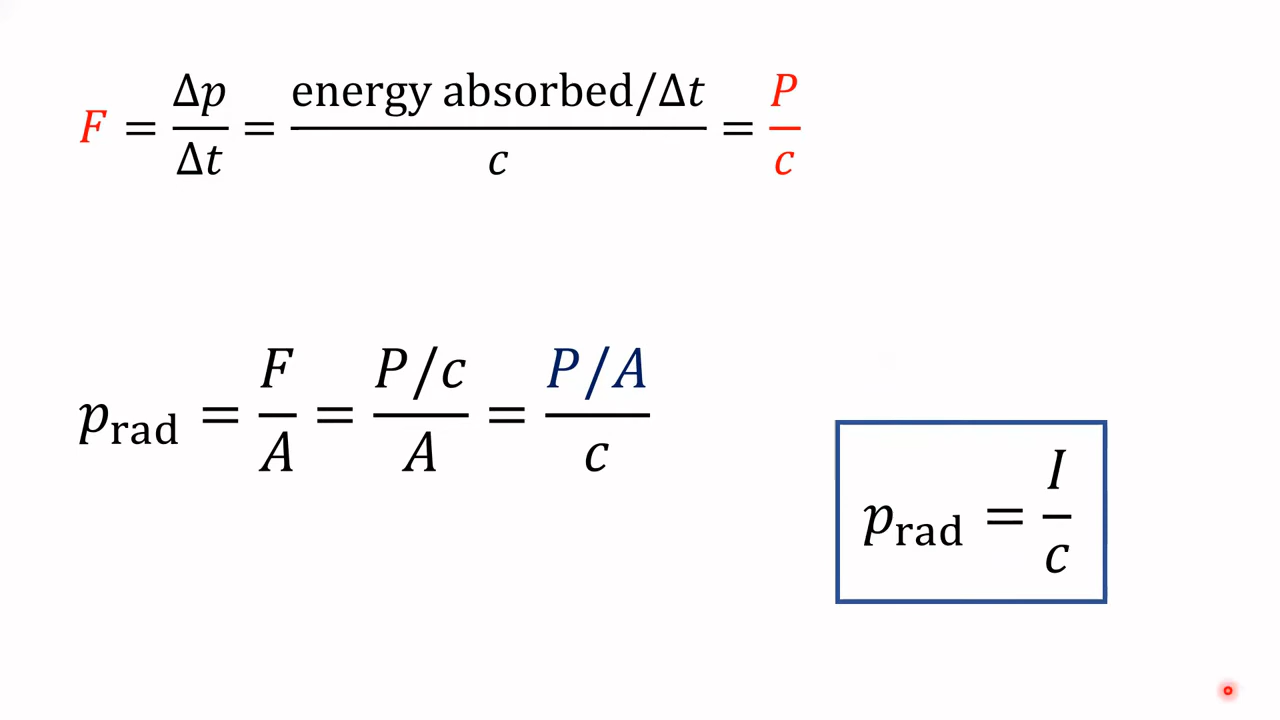 F = Δp/Δt = energy absorbed/Δt / c = P/c
p_rad = F/A = P/c / A = P/A / c
p_rad = I/c